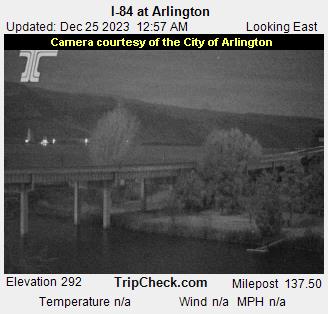 I-84 at Arlington
Updated: Dec 25 2023 12:57 AM Looking East
Camera courtesy of the City of Arlington
Elevation 292 TripCheck.com Milepost 137.50
Temperature n/a Wind n/a MPH n/a